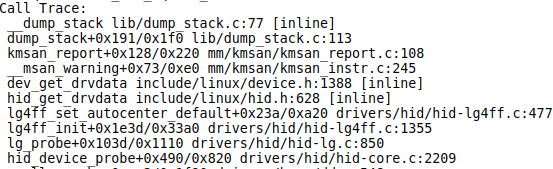 Call Trace:
__dump_stack lib/dump_stack.c:77 [inline]
dump_stack+0x191/0x1f0 lib/dump_stack.c:113
kmsan_report+0x128/0x220 mm/kmsan/kmsan_report.c:108
__msan_warning+0x73/0xe0 mm/kmsan/kmsan_instr.c:245
dev_get_drvdata include/linux/device.h:1388 [inline]
hid_get_drvdata include/linux/hid.h:628 [inline]
lg4ff_set_autocenter_default+0x23a/0xa20 drivers/hid/hid-lg4ff.c:477
lg4ff_init+0x1e3d/0x33a0 drivers/hid/hid-lg4ff.c:1355
lg_probe+0x103d/0x1110 drivers/hid/hid-lg.c:850
hid_device_probe+0x490/0x820 drivers/hid/hid-core.c:2209